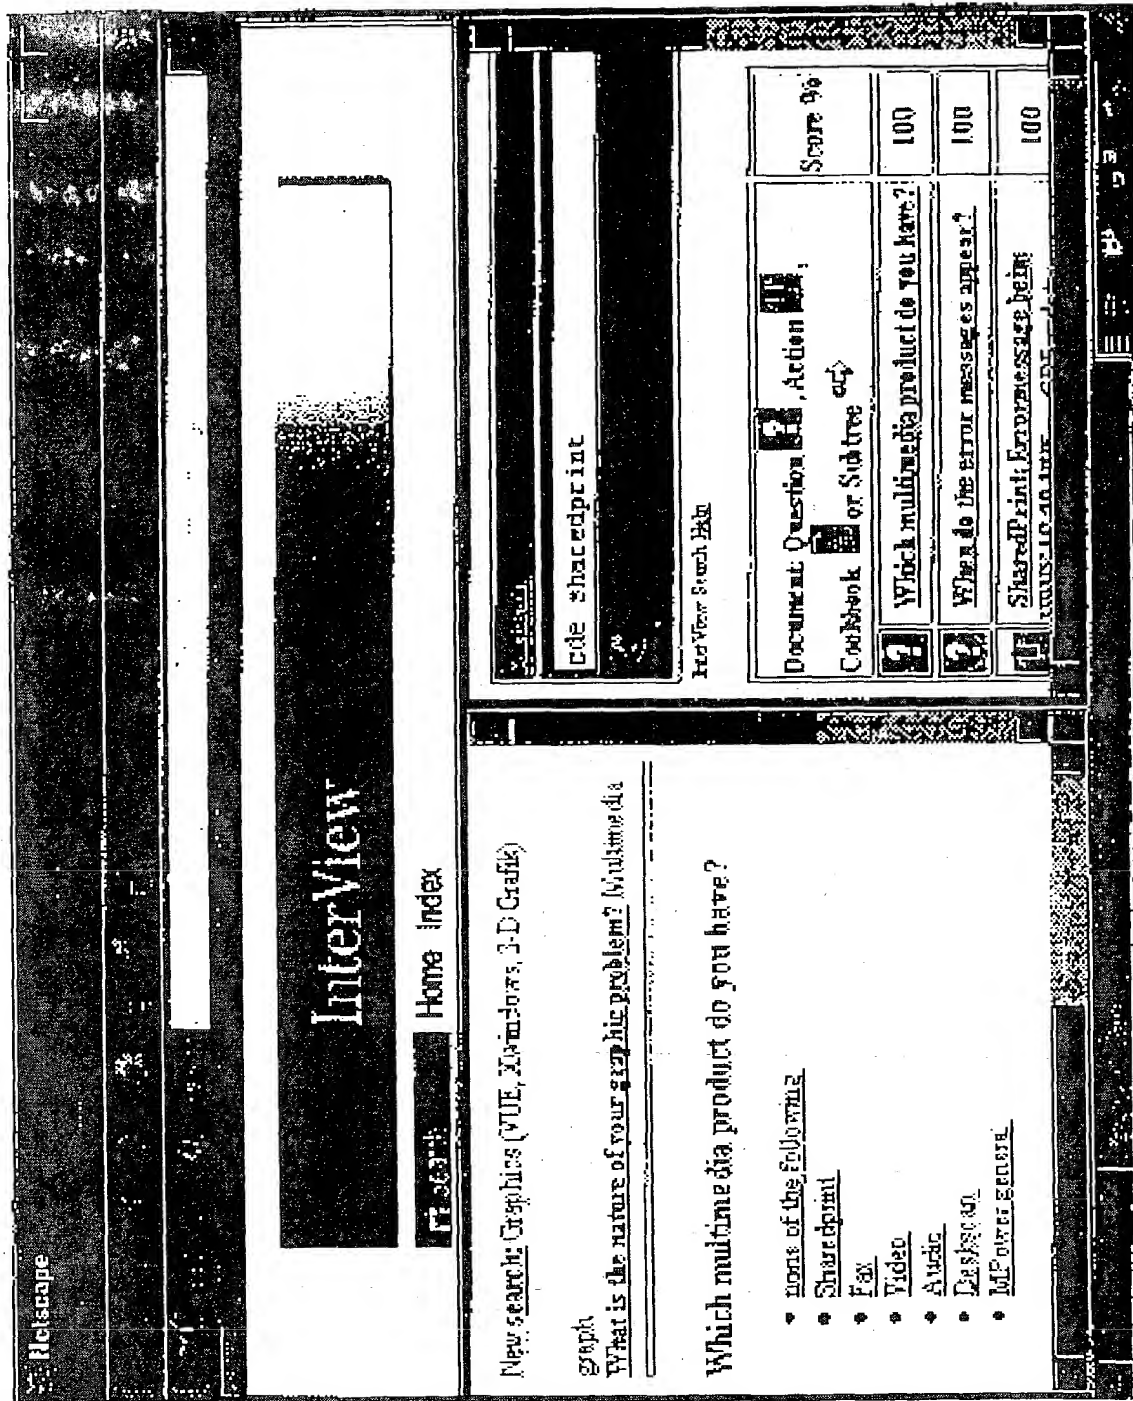 Netscape
InterView
Home Index
New search: Graphics (VUE, Xwindows, 3-D Grafik)
graph
What is the nature of your graphic problem? Multimedia
Which multimedia product do you have?
none of the following
Sharedprint
Fax
Video
Audio
Deskscan
MPower general
cde sharedprint
InterView Search Help
Document Question ? , Action ,
Cookbook or Subtree
Score %
? Which multimedia product do you have? 100
? When do the error messages appear? 100
SharedPrint: Errormessage being 100